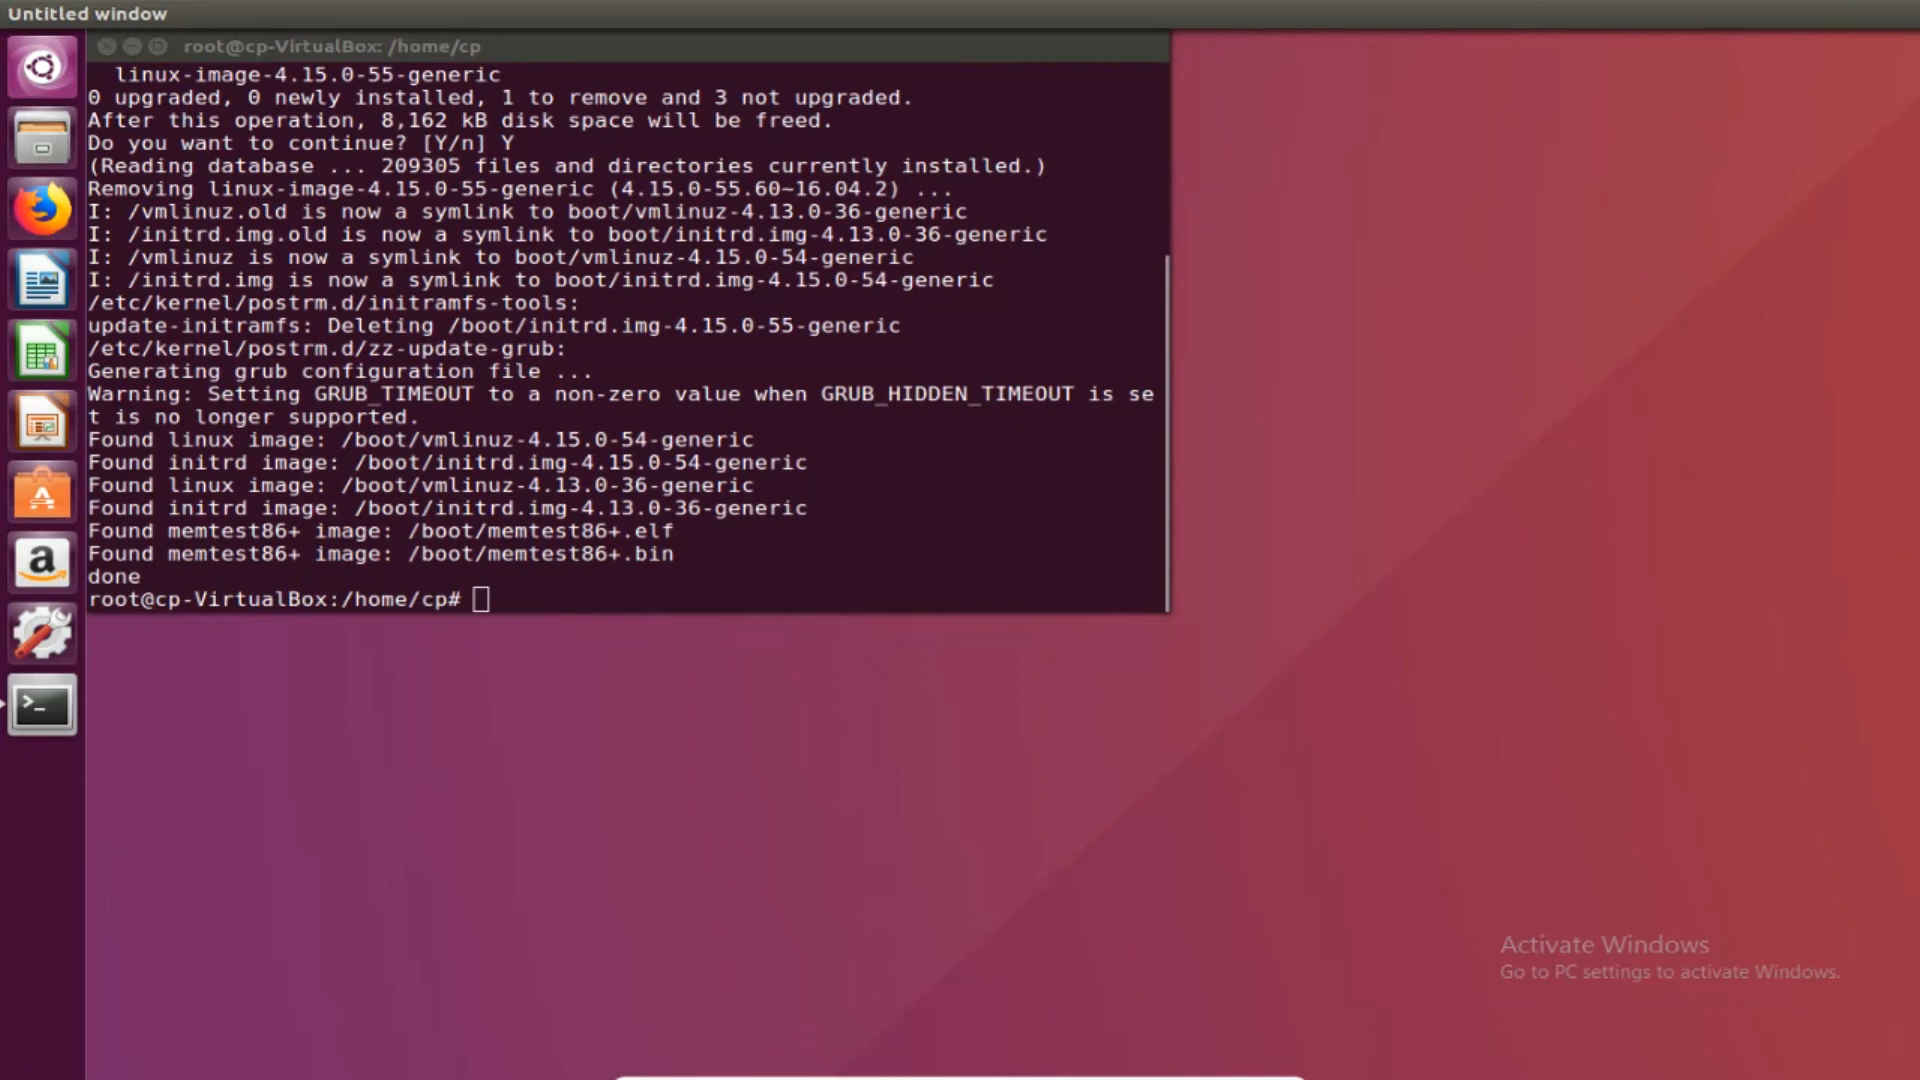 Untitled window
root@cp-VirtualBox: /home/cp
linux-image-4.15.0-55-generic
0 upgraded, 0 newly installed, 1 to remove and 3 not upgraded.
After this operation, 8,162 kB disk space will be freed.
Do you want to continue? [Y/n] Y
(Reading database ... 209305 files and directories currently installed.)
Removing linux-image-4.15.0-55-generic (4.15.0-55.60~16.04.2) ...
I: /vmlinuz.old is now a symlink to boot/vmlinuz-4.13.0-36-generic
I: /initrd.img.old is now a symlink to boot/initrd.img-4.13.0-36-generic
I: /vmlinuz is now a symlink to boot/vmlinuz-4.15.0-54-generic
I: /initrd.img is now a symlink to boot/initrd.img-4.15.0-54-generic
/etc/kernel/postrm.d/initramfs-tools:
update-initramfs: Deleting /boot/initrd.img-4.15.0-55-generic
/etc/kernel/postrm.d/zz-update-grub:
Generating grub configuration file ...
Warning: Setting GRUB_TIMEOUT to a non-zero value when GRUB_HIDDEN_TIMEOUT is se
t is no longer supported.
Found linux image: /boot/vmlinuz-4.15.0-54-generic
Found initrd image: /boot/initrd.img-4.15.0-54-generic
Found linux image: /boot/vmlinuz-4.13.0-36-generic
Found initrd image: /boot/initrd.img-4.13.0-36-generic
Found memtest86+ image: /boot/memtest86+.elf
Found memtest86+ image: /boot/memtest86+.bin
done
root@cp-VirtualBox:/home/cp#
Activate Windows
Go to PC settings to activate Windows.